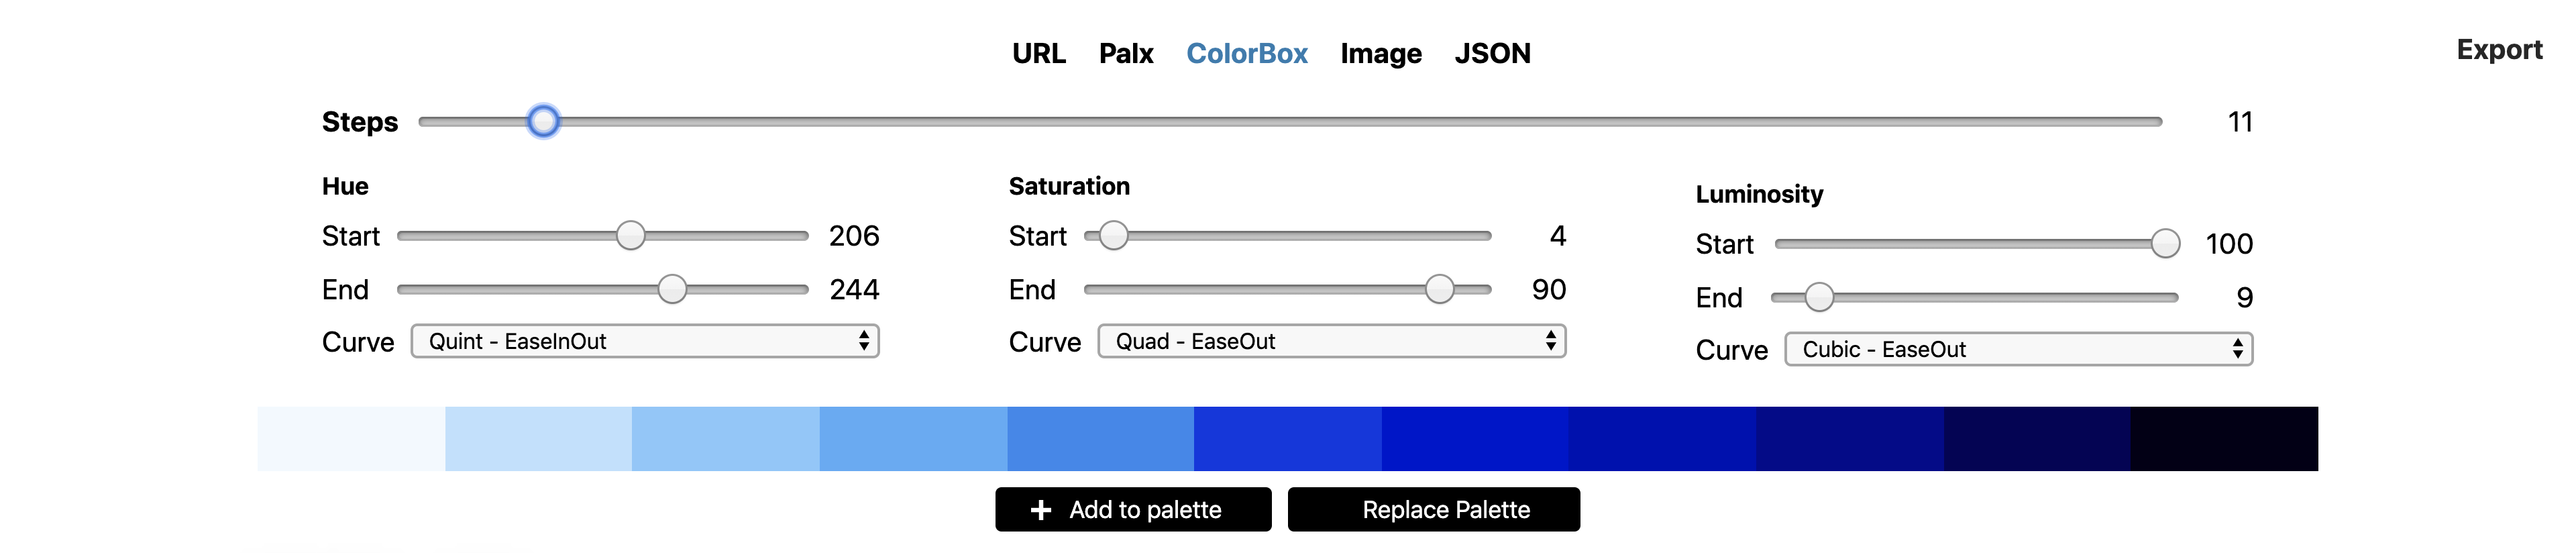 URL Palx ColorBox Image JSON
Export
Steps 11
Hue
Start 206
End 244
Curve Quint - EaseInOut
Saturation
Start 4
End 90
Curve Quad - EaseOut
Luminosity
Start 100
End 9
Curve Cubic - EaseOut
+ Add to palette
Replace Palette